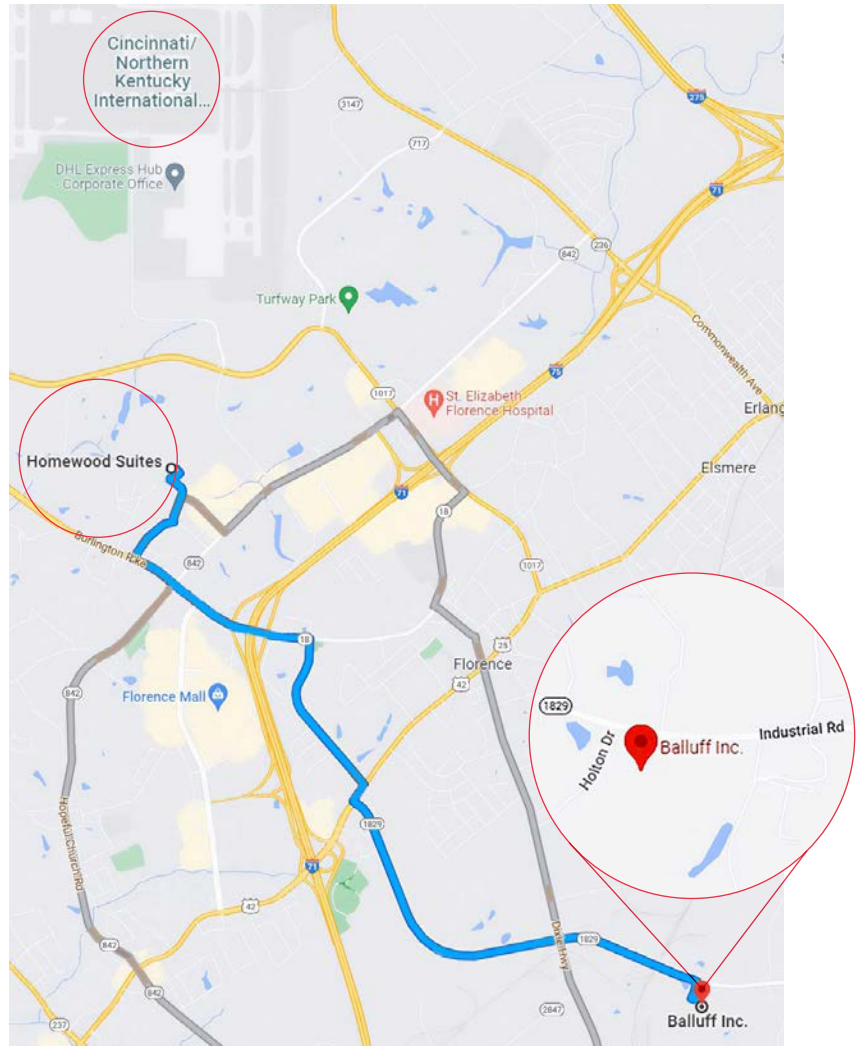 Cincinnati/
Northern
Kentucky
International...
275
3147
71
717
DHL Express Hub
- Corporate Office
842
236
Turfway Park
Commonwealth Ave
75
1017
St. Elizabeth
Florence Hospital
Erlang
Homewood Suites
Elsmere
71
18
Burlington Pike
842
1017
18
25
Florence
842
Florence Mall
42
1829
Industrial Rd
Holton Dr
Balluff Inc.
Hopeful Church Rd
1829
71
42
Dixie Hwy
842
1829
842
237
2847
Balluff Inc.